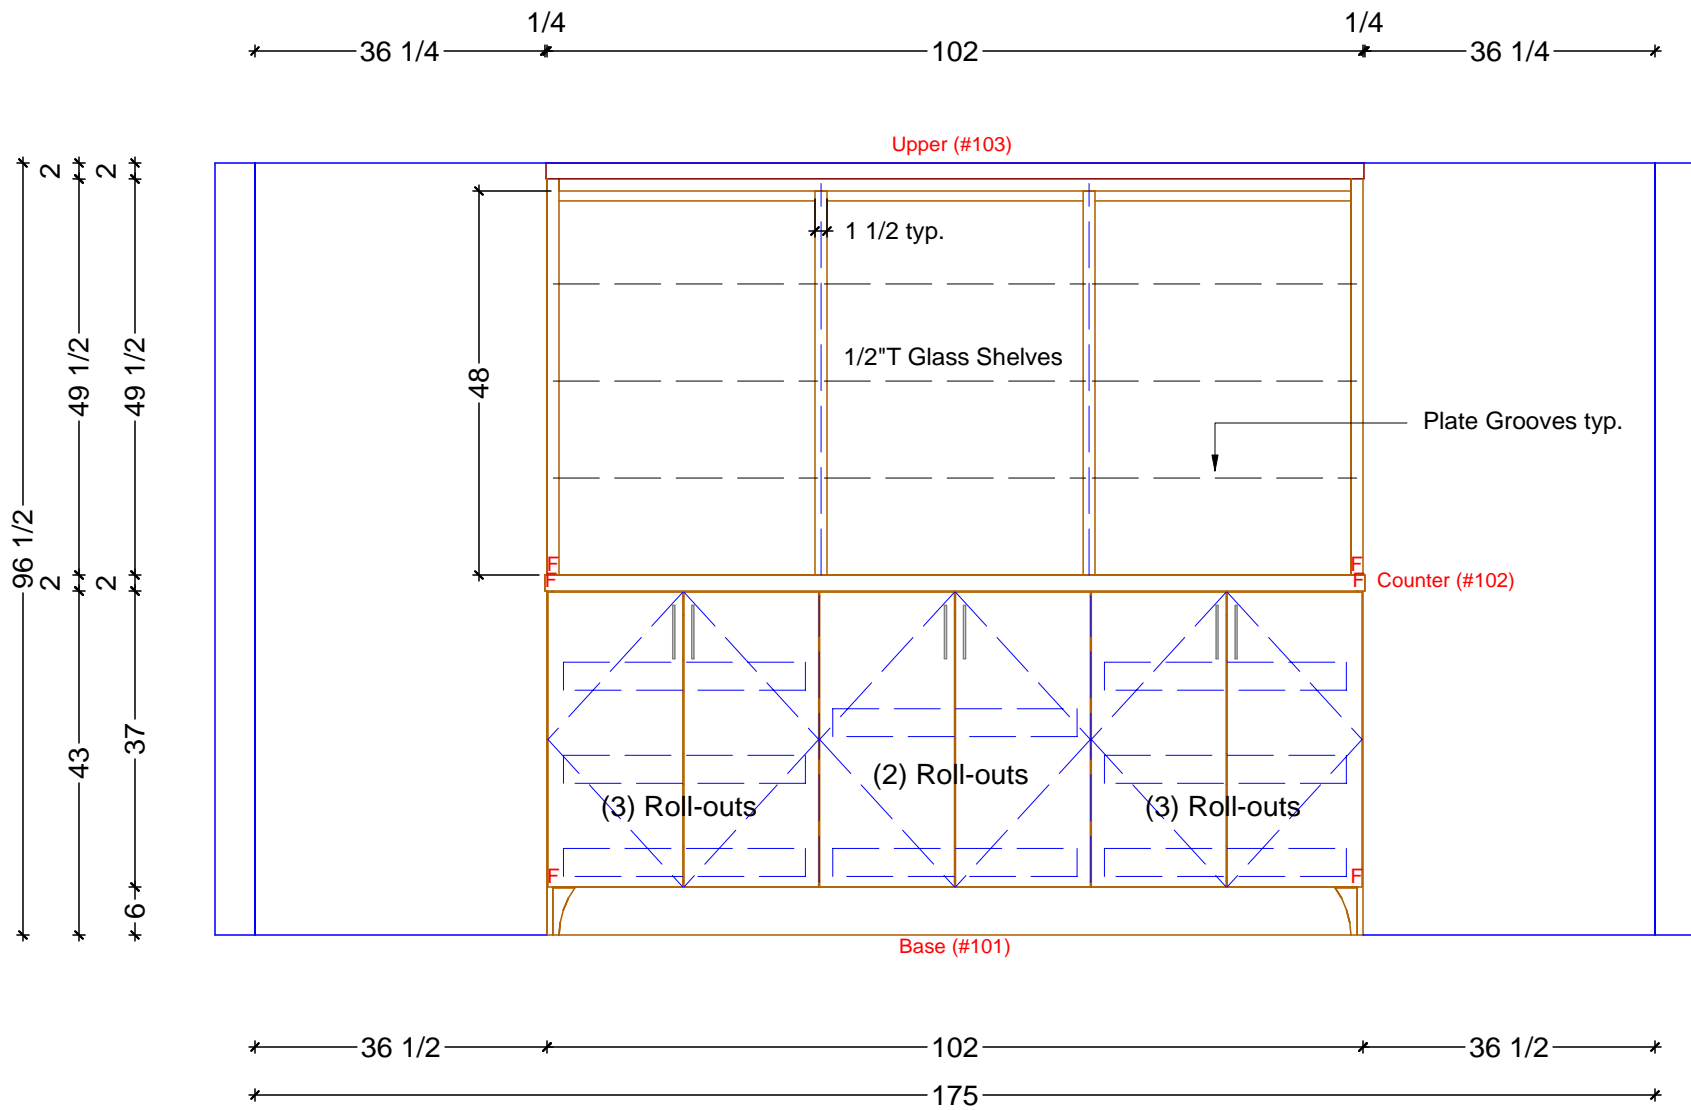 1/4
1/4
36 1/4
102
36 1/4
Upper (#103)
2
2
1 1/2 typ.
49 1/2
49 1/2
48
1/2"T Glass Shelves
Plate Grooves typ.
96 1/2
F
F
F
F
Counter (#102)
2
2
43
37
(3) Roll-outs
(2) Roll-outs
(3) Roll-outs
F
F
6
Base (#101)
36 1/2
102
36 1/2
175